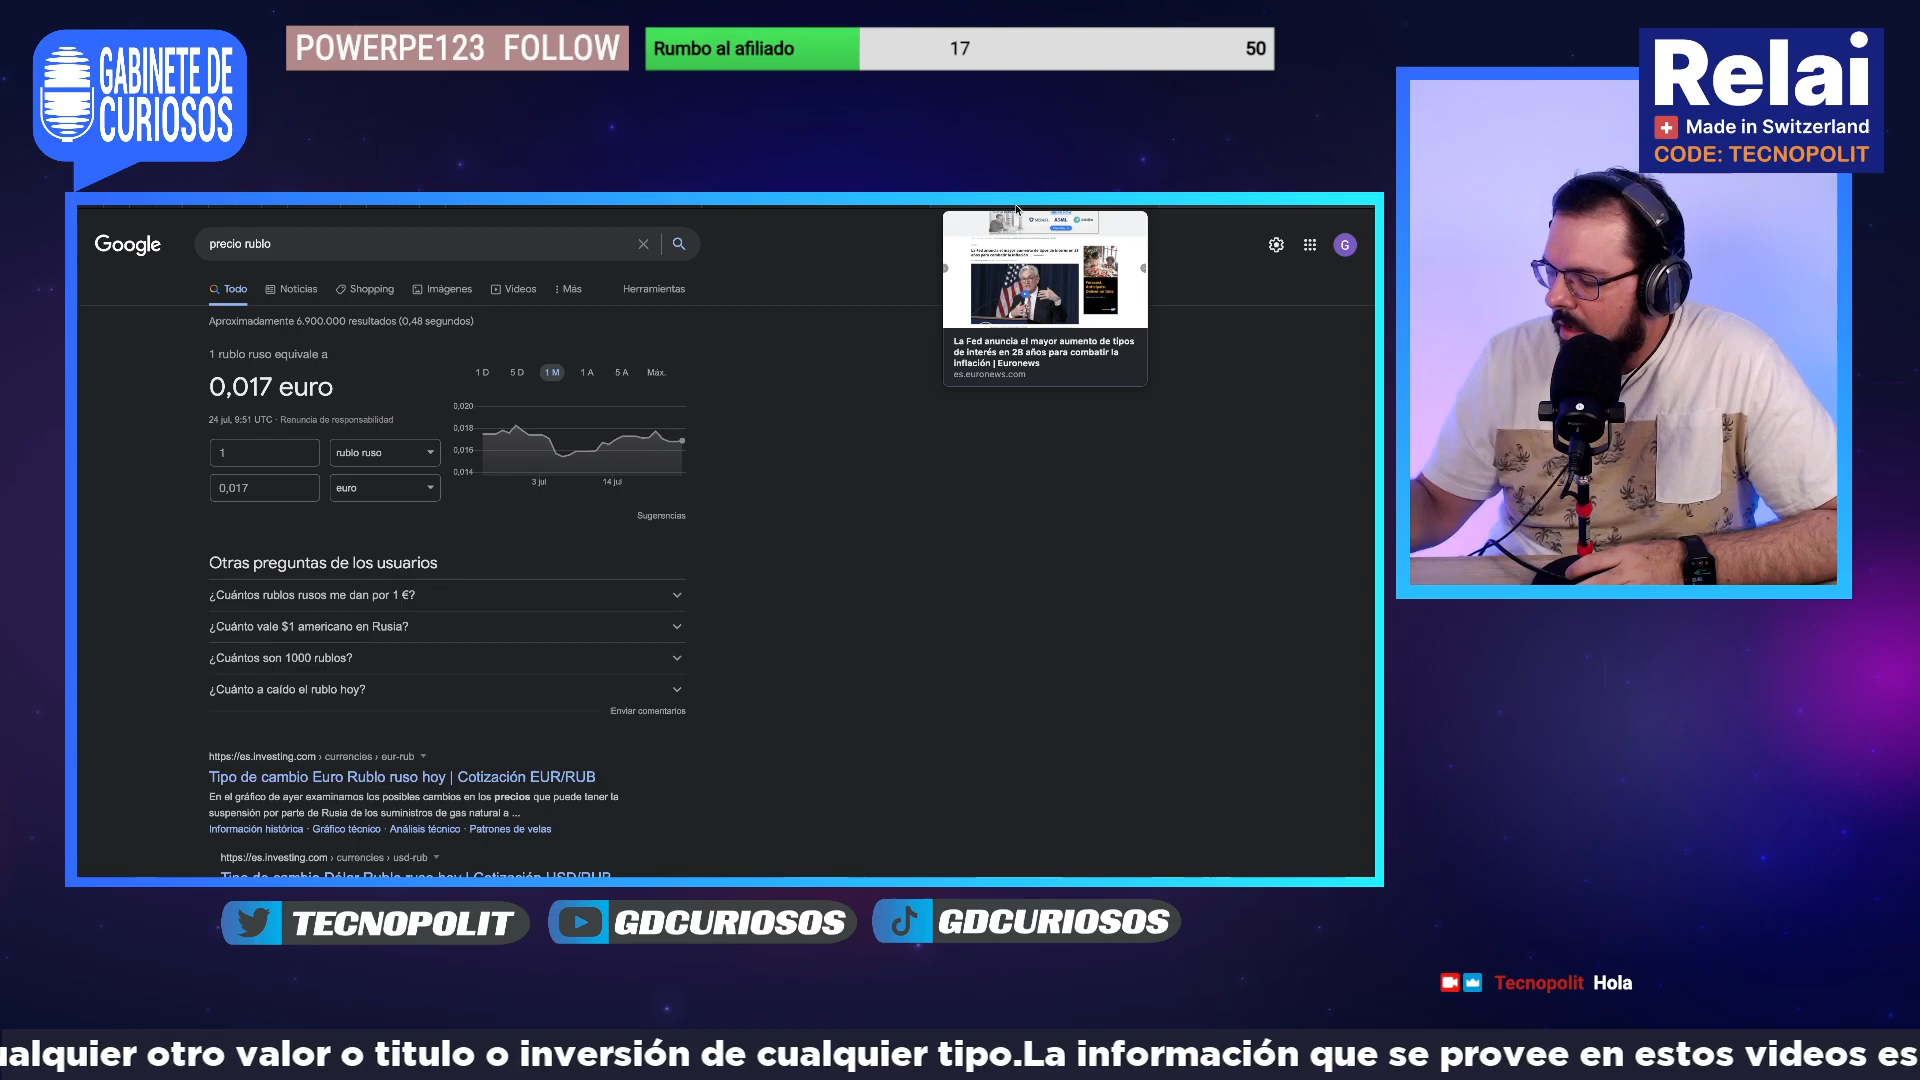 GABINETE DE
CURIOSOS
POWERPE123 FOLLOW
Rumbo al afiliado 17 50
Relai
Made in Switzerland
CODE: TECNOPOLIT
Google
precio rublo
G
Todo Noticias Shopping Imágenes Videos Más Herramientas
Aproximadamente 6.900.000 resultados (0,48 segundos)
1 rublo ruso equivale a
0,017 euro
24 jul, 9:51 UTC · Renuncia de responsabilidad
1 rublo ruso
0,017 euro
1 D 5 D 1 M 1 A 5 A Máx.
0,020
0,018
0,016
0,014
3 jul 14 jul
Sugerencias
La Fed anuncia el mayor aumento de tipos
de interés en 28 años para combatir la
inflación | Euronews
es.euronews.com
Otras preguntas de los usuarios
¿Cuántos rublos rusos me dan por 1 €?
¿Cuánto vale $1 americano en Rusia?
¿Cuántos son 1000 rublos?
¿Cuánto a caído el rublo hoy?
Enviar comentarios
https://es.investing.com › currencies › eur-rub
Tipo de cambio Euro Rublo ruso hoy | Cotización EUR/RUB
En el gráfico de ayer examinamos los posibles cambios en los precios que puede tener la
suspensión por parte de Rusia de los suministros de gas natural a ...
Información histórica · Gráfico técnico · Análisis técnico · Patrones de velas
https://es.investing.com › currencies › usd-rub
Tipo de cambio Dólar Rublo ruso hoy | Cotización USD/RUB
TECNOPOLIT
GDCURIOSOS
GDCURIOSOS
Tecnopolit Hola
ualquier otro valor o titulo o inversión de cualquier tipo.La información que se provee en estos videos es